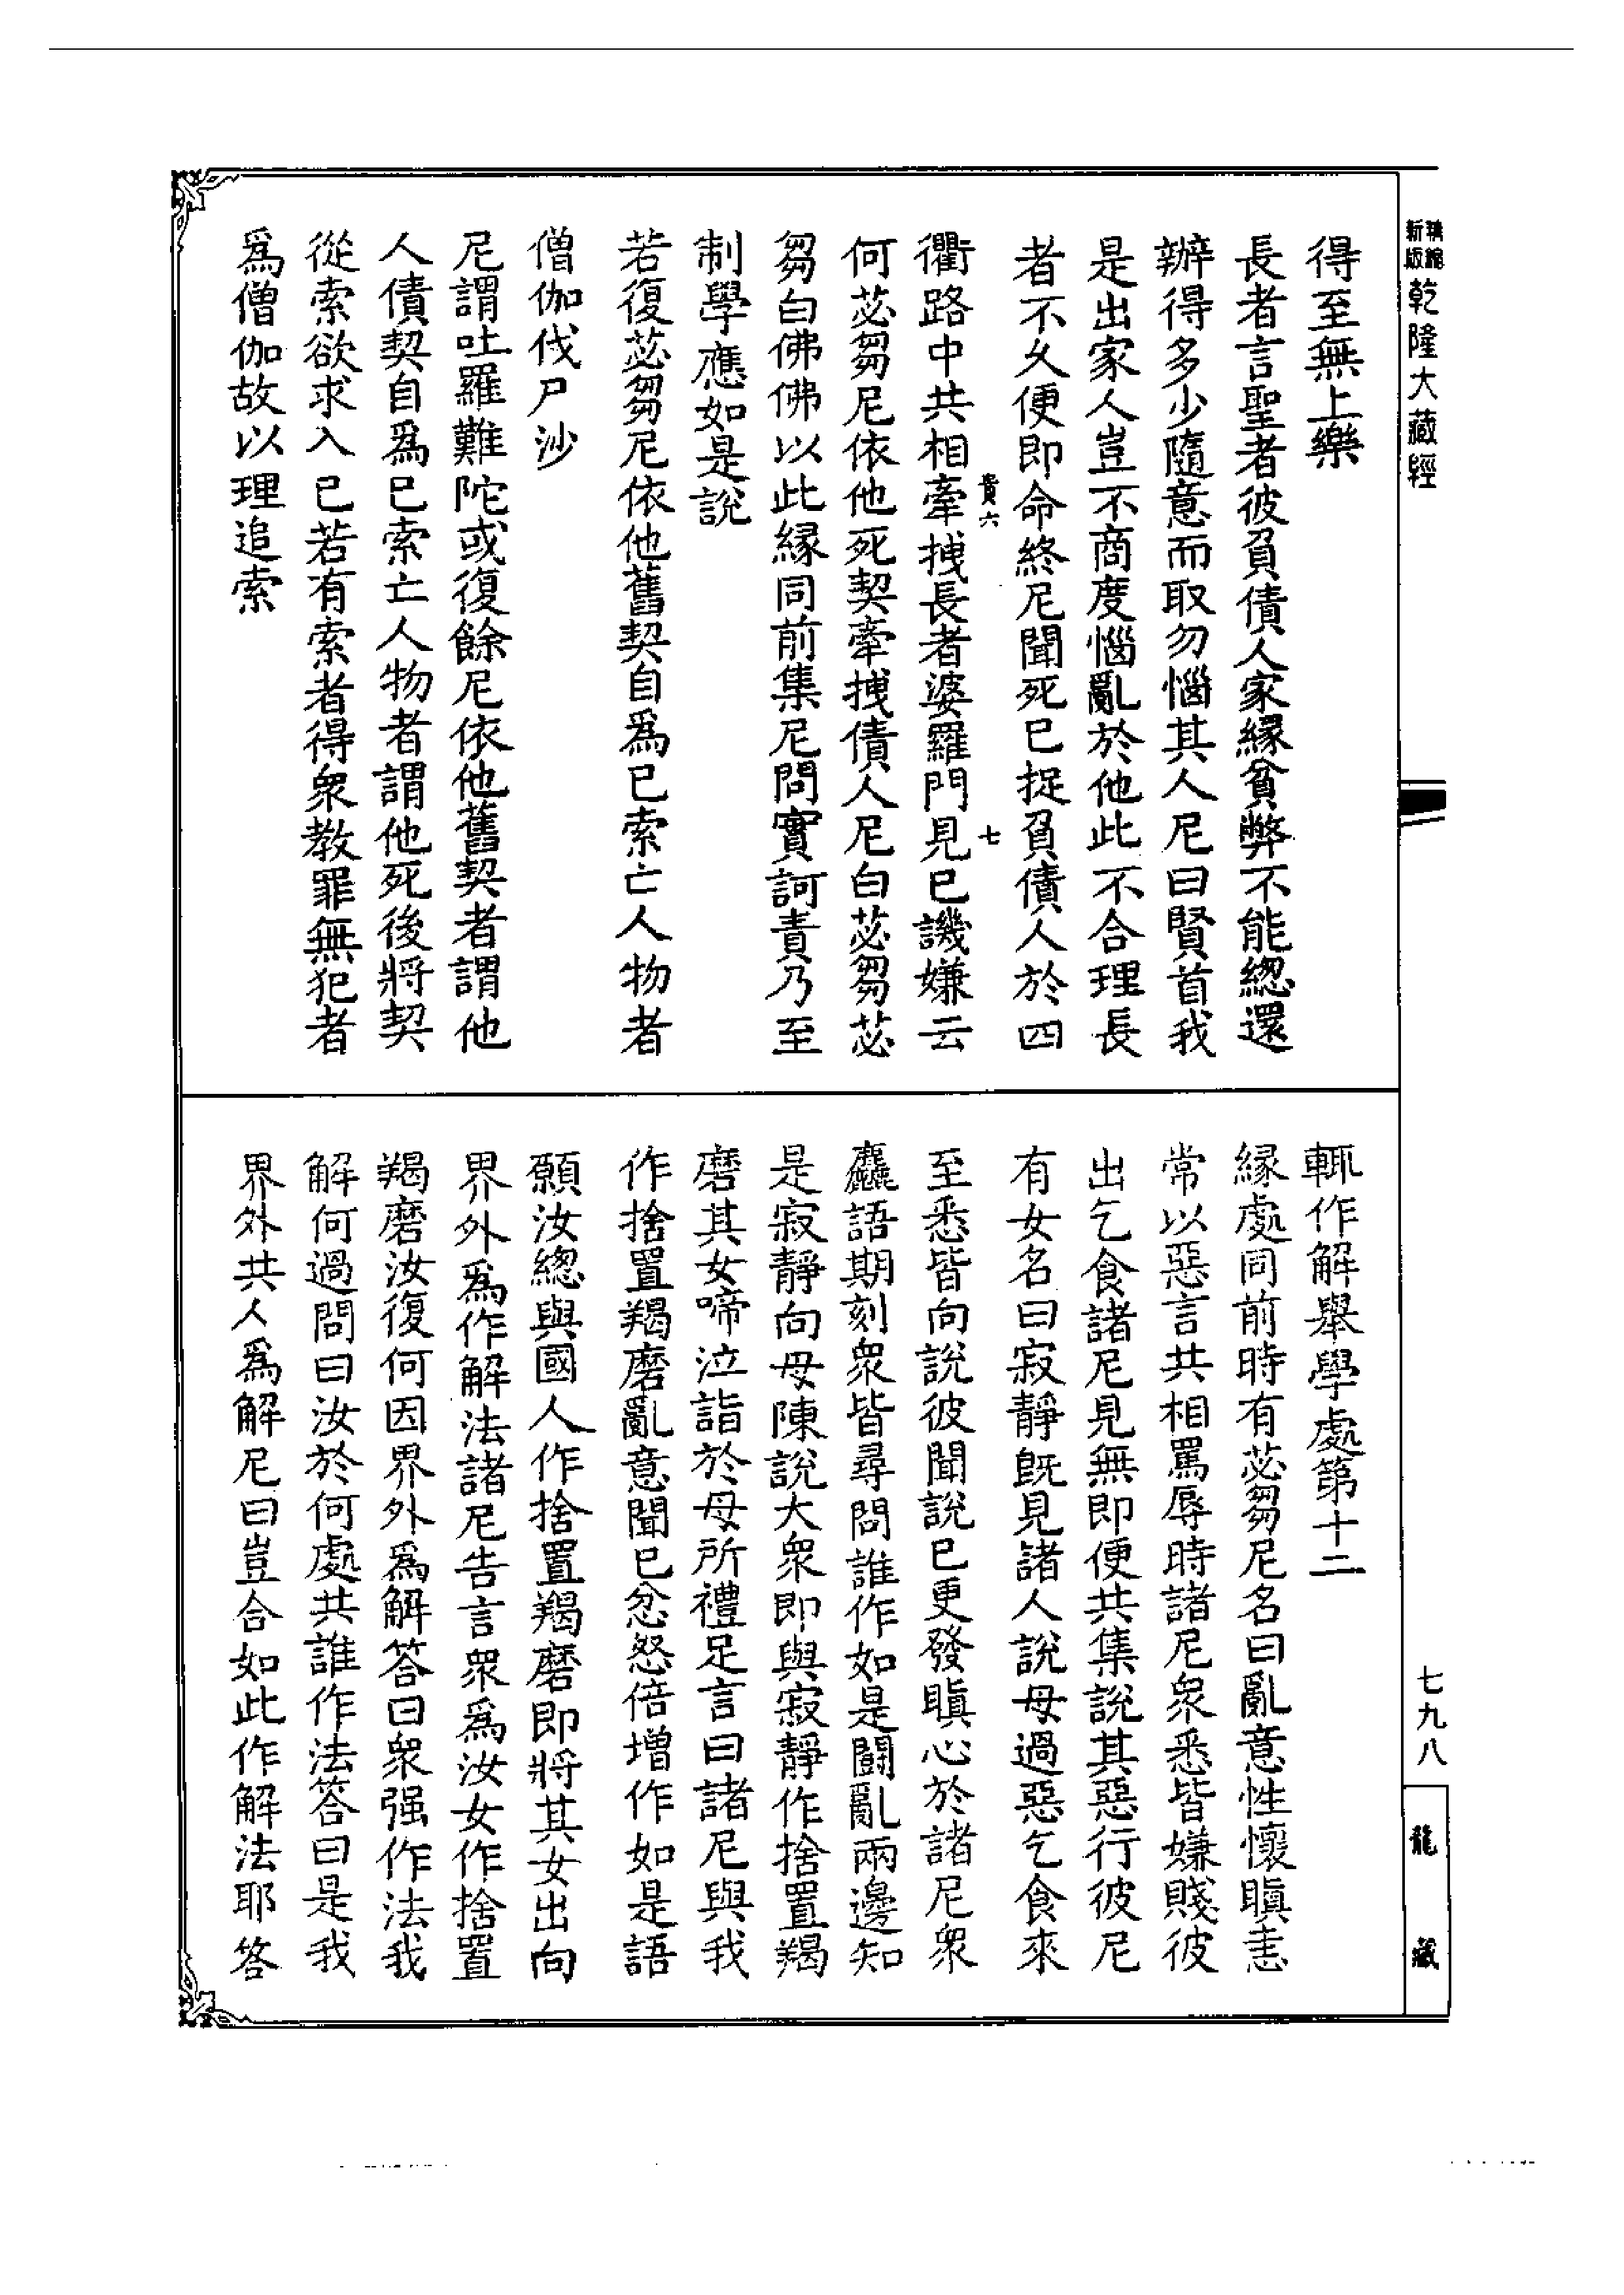 新版精縮乾隆大藏經
得至無上樂
長者言聖者彼負債人家緣貧弊不能總還
辦得多少隨意而取勿惱其人尼曰賢首我
是出家人豈不商度惱亂於他此不合理長
者不久便即命終尼聞死已捉負債人於四
貴六
七
衢路中共相牽拽長者婆羅門見已譏嫌云
何苾芻尼依他死契牽拽債人尼白苾芻苾
芻白佛佛以此緣同前集尼問實訶責乃至
制學應如是說
若復苾芻尼依他舊契自爲已索亡人物者
僧伽伐尸沙
尼謂吐羅難陀或復餘尼依他舊契者謂他
人債契自爲已索亡人物者謂他死後將契
從索欲求入已若有索者得衆教罪無犯者
爲僧伽故以理追索
輒作解舉學處第十二
緣處同前時有苾芻尼名曰亂意性懷瞋恚
常以惡言共相罵辱時諸尼衆悉皆嫌賤彼
出乞食諸尼見無即便共集說其惡行彼尼
有女名曰寂靜既見諸人說母過惡乞食來
至悉皆向說彼聞說已更發瞋心於諸尼衆
麤語期刻衆皆尋問誰作如是鬬亂兩邊知
是寂靜向母陳說大衆即與寂靜作捨置羯
磨其女啼泣詣於母所禮足言曰諸尼與我
作捨置羯磨亂意聞已忿怒倍增作如是語
願汝總與國人作捨置羯磨即將其女出向
界外爲作解法諸尼告言衆爲汝女作捨置
羯磨汝復何因界外爲解答曰衆强作法我
解何過問曰汝於何處共誰作法答曰是我
界外共人爲解尼曰豈合如此作解法耶答
七九八
龍藏